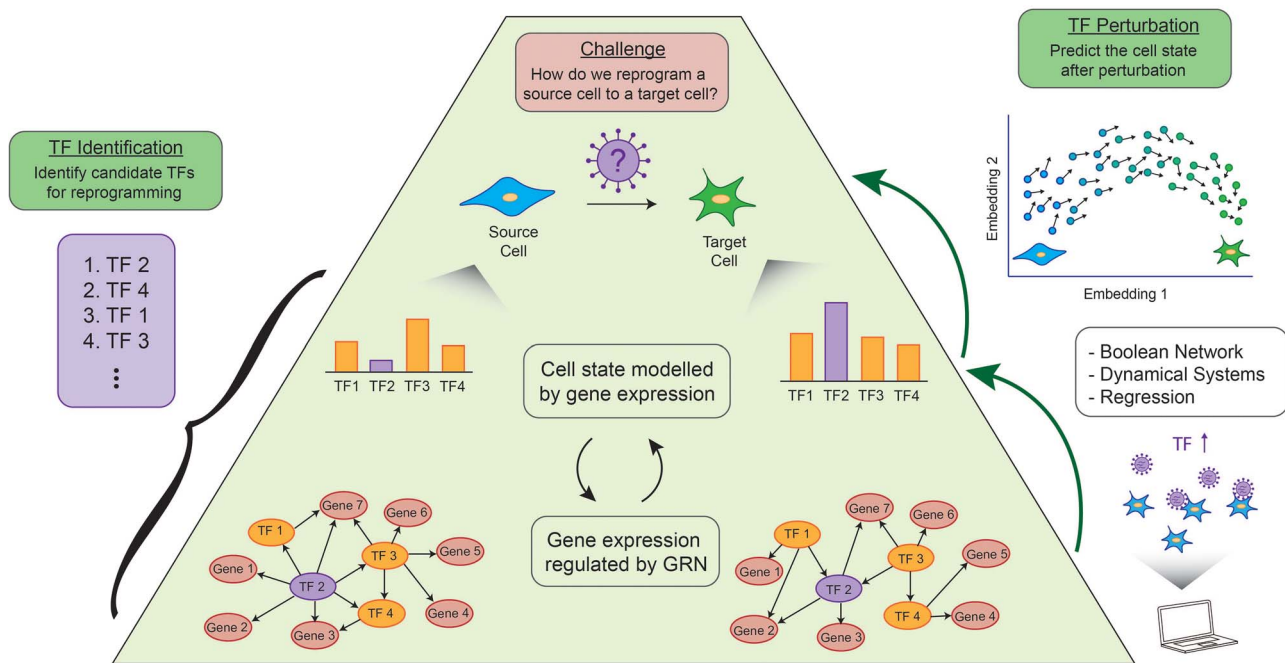 Challenge
How do we reprogram a
source cell to a target cell?
?
Source
Cell
Target
Cell
TF Identification
Identify candidate TFs
for reprogramming
1. TF 2
2. TF 4
3. TF 1
4. TF 3
TF Perturbation
Predict the cell state
after perturbation
Embedding 2
Embedding 1
TF1 TF2 TF3 TF4
Cell state modelled
by gene expression
TF1 TF2 TF3 TF4
- Boolean Network
- Dynamical Systems
- Regression
TF ↑
Gene expression
regulated by GRN
Gene 7
Gene 6
TF 1
TF 3
Gene 5
Gene 1
TF 2
Gene 4
TF 4
Gene 2
Gene 3
Gene 7
Gene 6
TF 1
TF 3
Gene 5
Gene 1
TF 2
TF 4
Gene 4
Gene 2
Gene 3